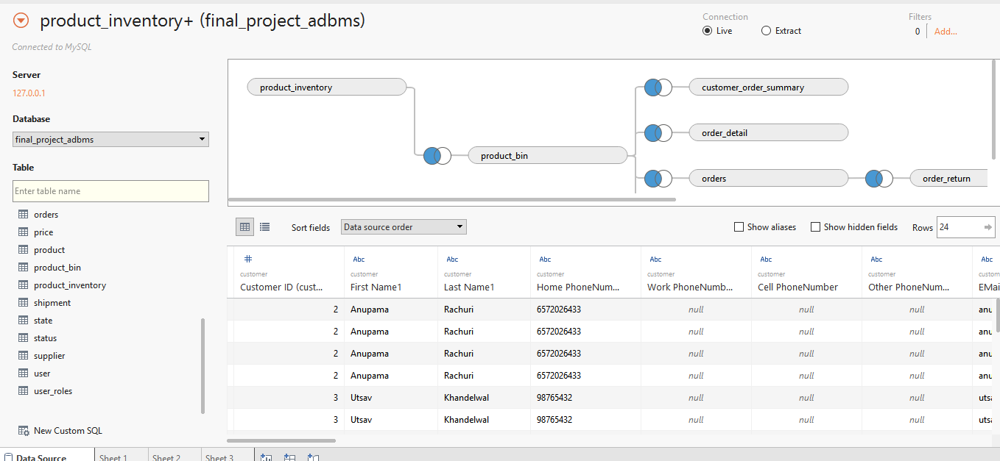 product_inventory+ (final_project_adbms)
Connection
Filters
Live
Extract
0
Add...
Connected to MySQL
Server
127.0.0.1
Database
final_project_adbms
Table
Enter table name
orders
price
product
product_bin
product_inventory
shipment
state
status
supplier
user
user_roles
New Custom SQL
product_inventory
customer_order_summary
order_detail
product_bin
orders
order_return
Sort fields
Data source order
Show aliases
Show hidden fields
Rows
24
# Abc Abc Abc Abc Abc Abc Abc
customer customer customer customer customer customer customer custom
Customer ID (cust... First Name1 Last Name1 Home PhoneNum... Work PhoneNumb... Cell PhoneNumber Other PhoneNum... EMai
2 Anupama Rachuri 6572026433 null null null anu
2 Anupama Rachuri 6572026433 null null null anu
2 Anupama Rachuri 6572026433 null null null anu
2 Anupama Rachuri 6572026433 null null null anu
3 Utsav Khandelwal 98765432 null null null utsa
3 Utsav Khandelwal 98765432 null null null utsa
Data Source Sheet 1 Sheet 2 Sheet 3